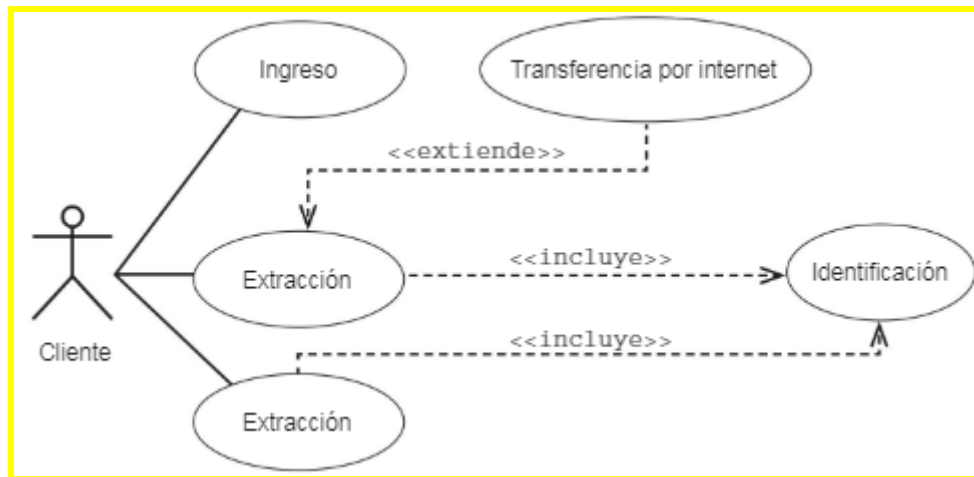 Ingreso
Transferencia por internet
<<extiende>>
Extracción
<<incluye>>
Identificación
<<incluye>>
Cliente
Extracción